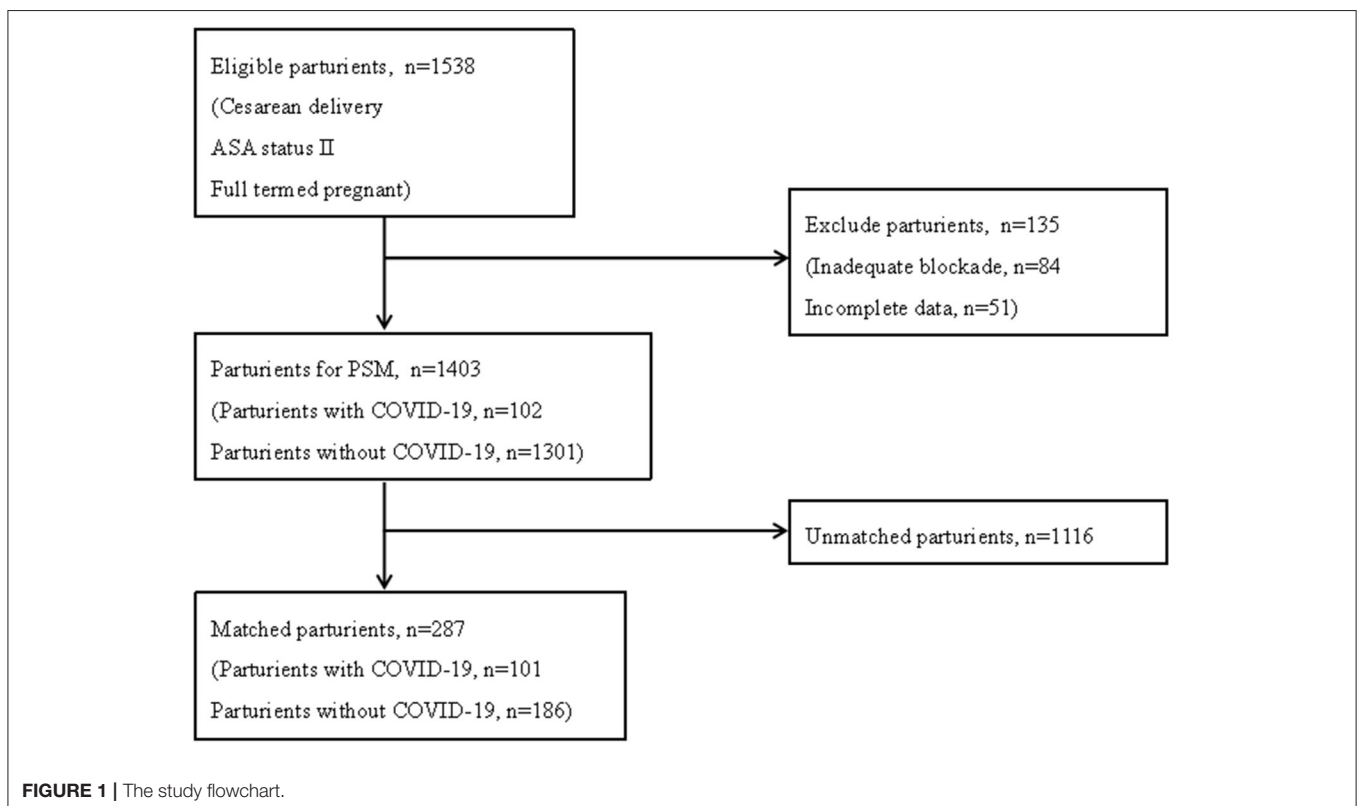 Eligible parturients, n=1538
(Cesarean delivery
ASA status II
Full termed pregnant)
Exclude parturients, n=135
(Inadequate blockade, n=84
Incomplete data, n=51)
Parturients for PSM, n=1403
(Parturients with COVID-19, n=102
Parturients without COVID-19, n=1301)
Unmatched parturients, n=1116
Matched parturients, n=287
(Parturients with COVID-19, n=101
Parturients without COVID-19, n=186)
FIGURE 1 | The study flowchart.